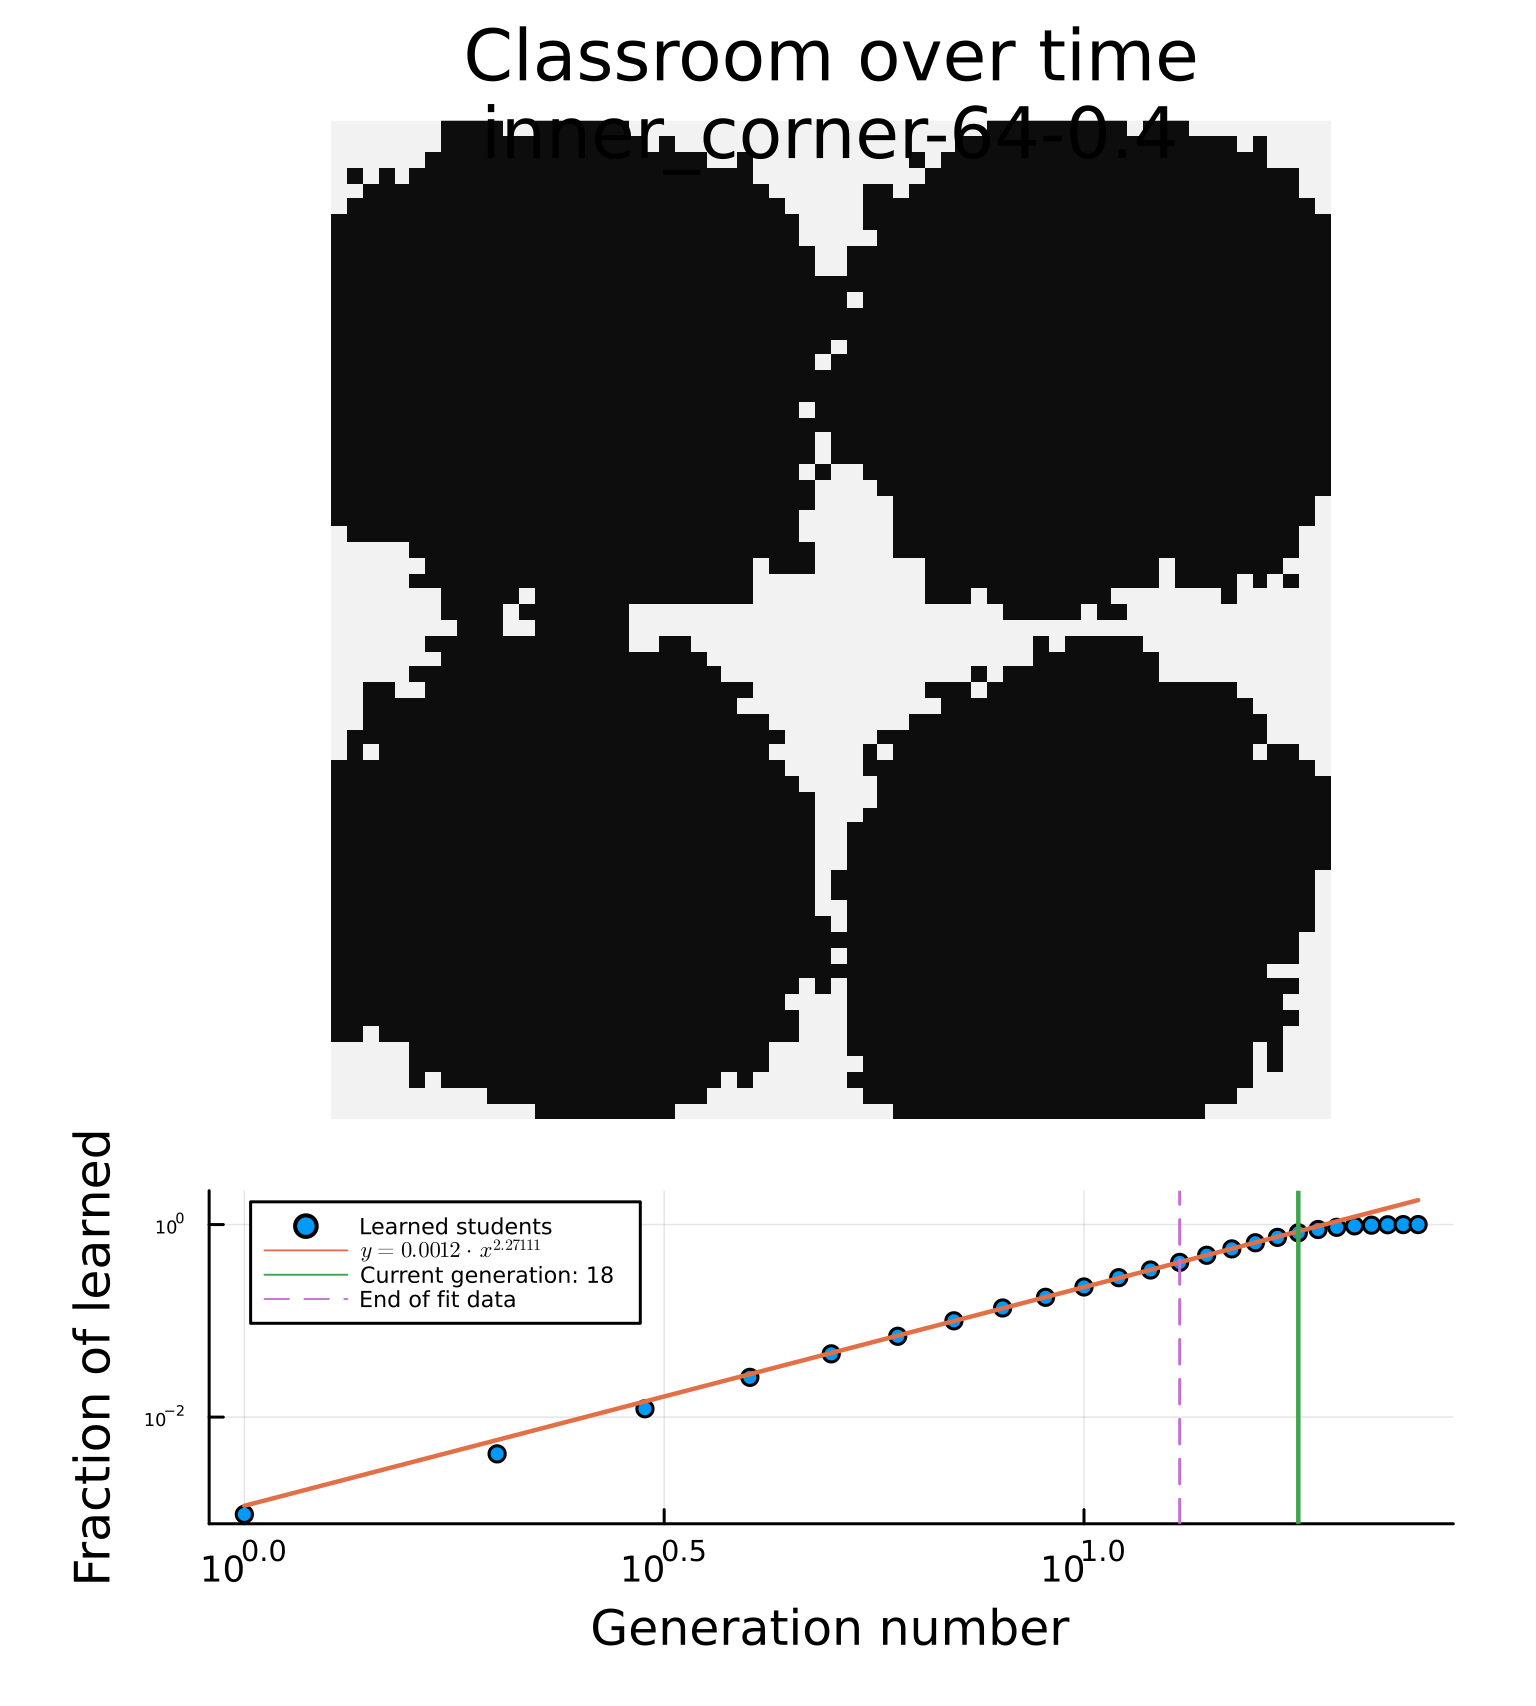 Classroom over time
inner_corner-64-0.4
Fraction of learned
10^0
10^−2
Learned students
y = 0.0012 · x^2.27111
Current generation: 18
End of fit data
10^0.0
10^0.5
10^1.0
Generation number